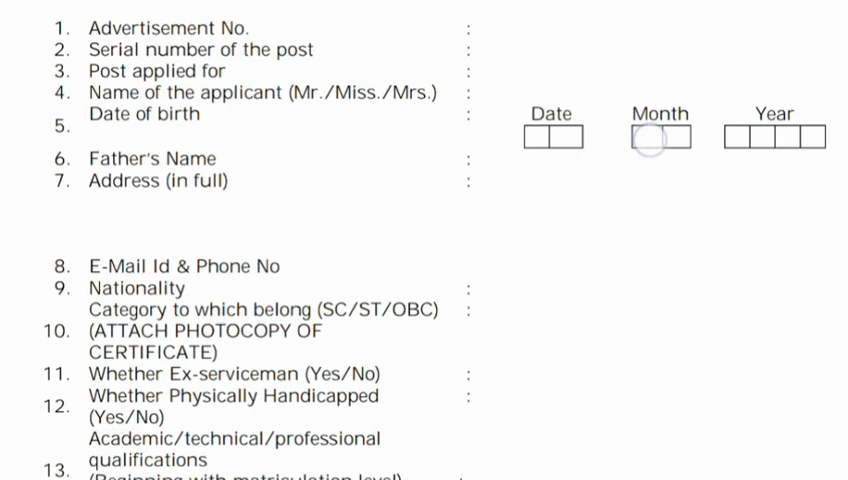 1. Advertisement No. :
2. Serial number of the post :
3. Post applied for :
4. Name of the applicant (Mr./Miss./Mrs.) :
5. Date of birth : Date Month Year
6. Father's Name :
7. Address (in full) :
8. E-Mail Id & Phone No
9. Nationality :
Category to which belong (SC/ST/OBC) :
10. (ATTACH PHOTOCOPY OF
CERTIFICATE)
11. Whether Ex-serviceman (Yes/No) :
12. Whether Physically Handicapped :
(Yes/No)
Academic/technical/professional
13. qualifications
(Beginning with matriculation level) :